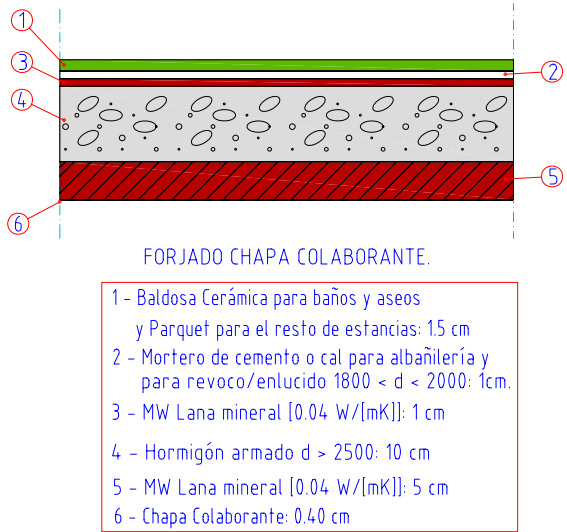 1
3
2
4
5
6
FORJADO CHAPA COLABORANTE.
1 - Baldosa Cerámica para baños y aseos
y Parquet para el resto de estancias: 1.5 cm
2 - Mortero de cemento o cal para albañilería y
para revoco/enlucido 1800 < d < 2000: 1cm.
3 - MW Lana mineral [0.04 W/[mK]]: 1 cm
4 - Hormigón armado d > 2500: 10 cm
5 - MW Lana mineral [0.04 W/[mK]]: 5 cm
6 - Chapa Colaborante: 0.40 cm